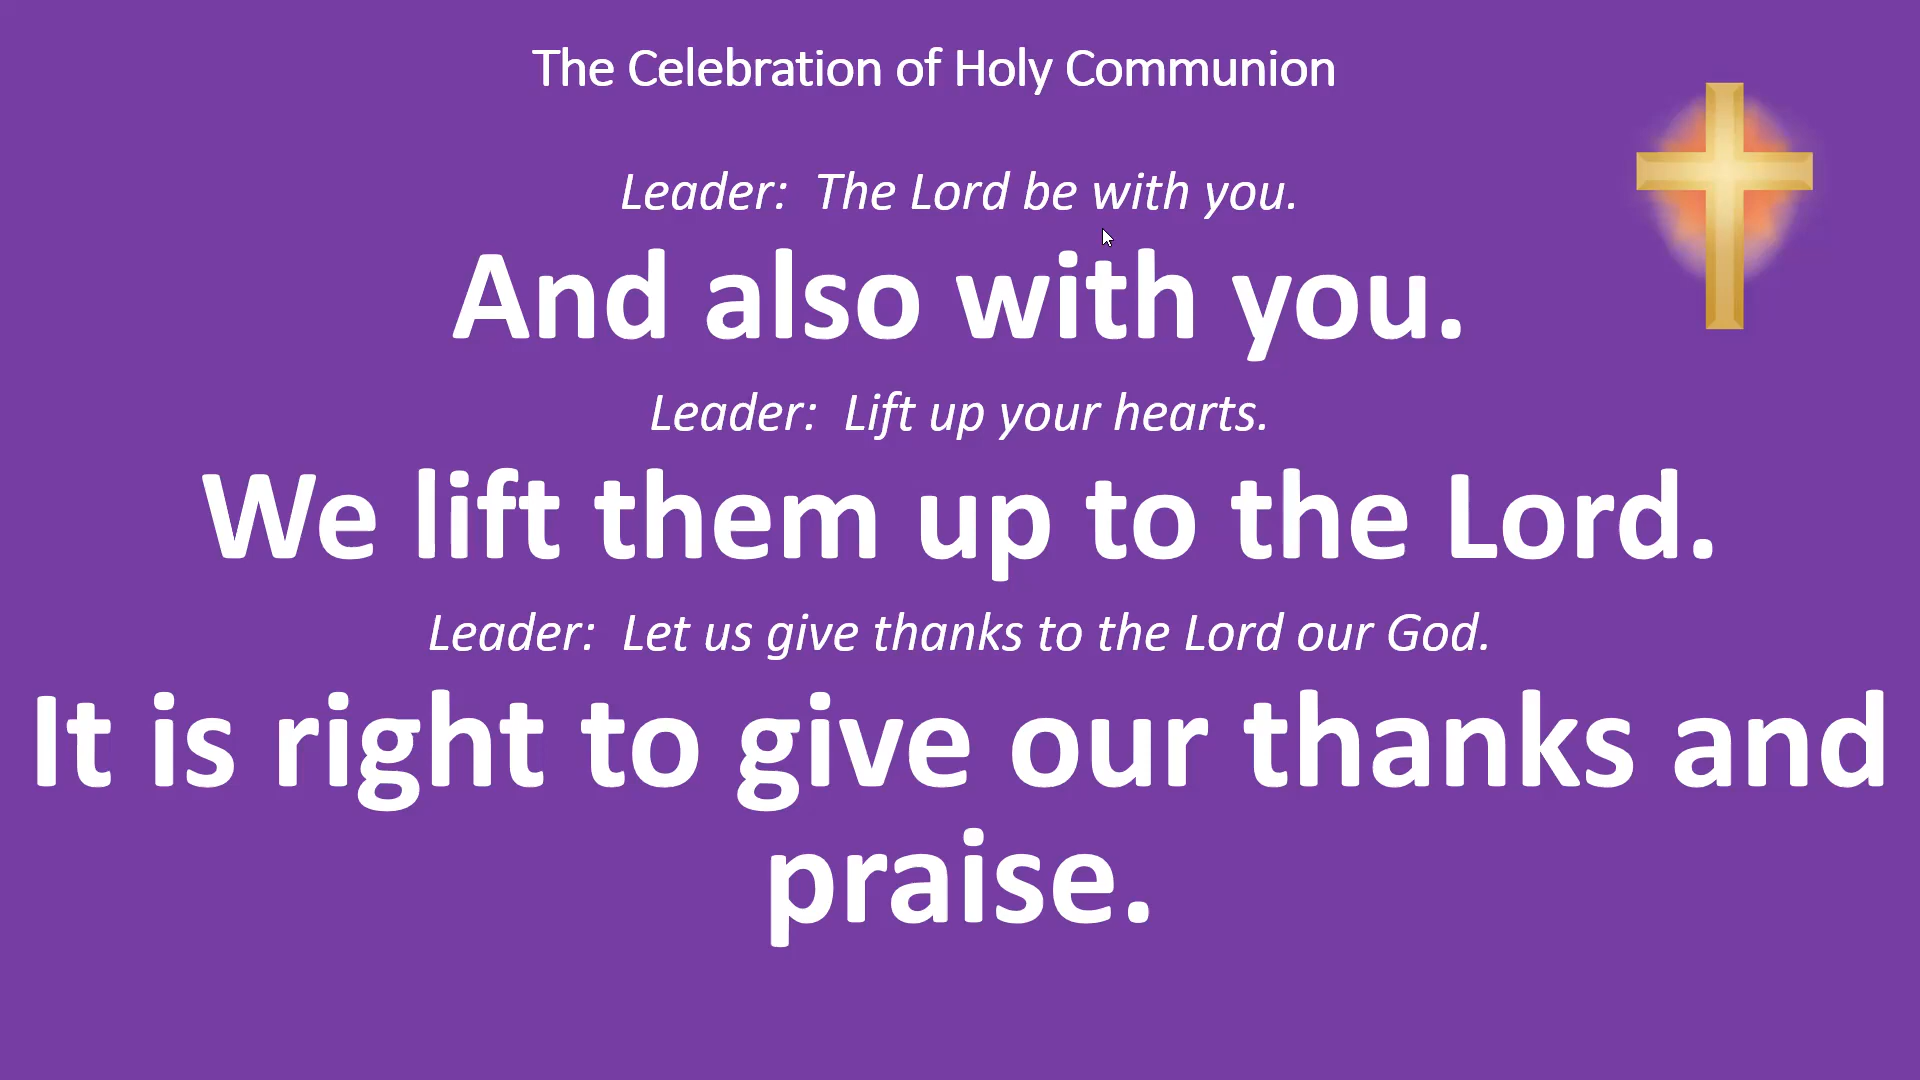 The Celebration of Holy Communion
Leader:  The Lord be with you.
And also with you.
Leader:  Lift up your hearts.
We lift them up to the Lord.
Leader:  Let us give thanks to the Lord our God.
It is right to give our thanks and
praise.